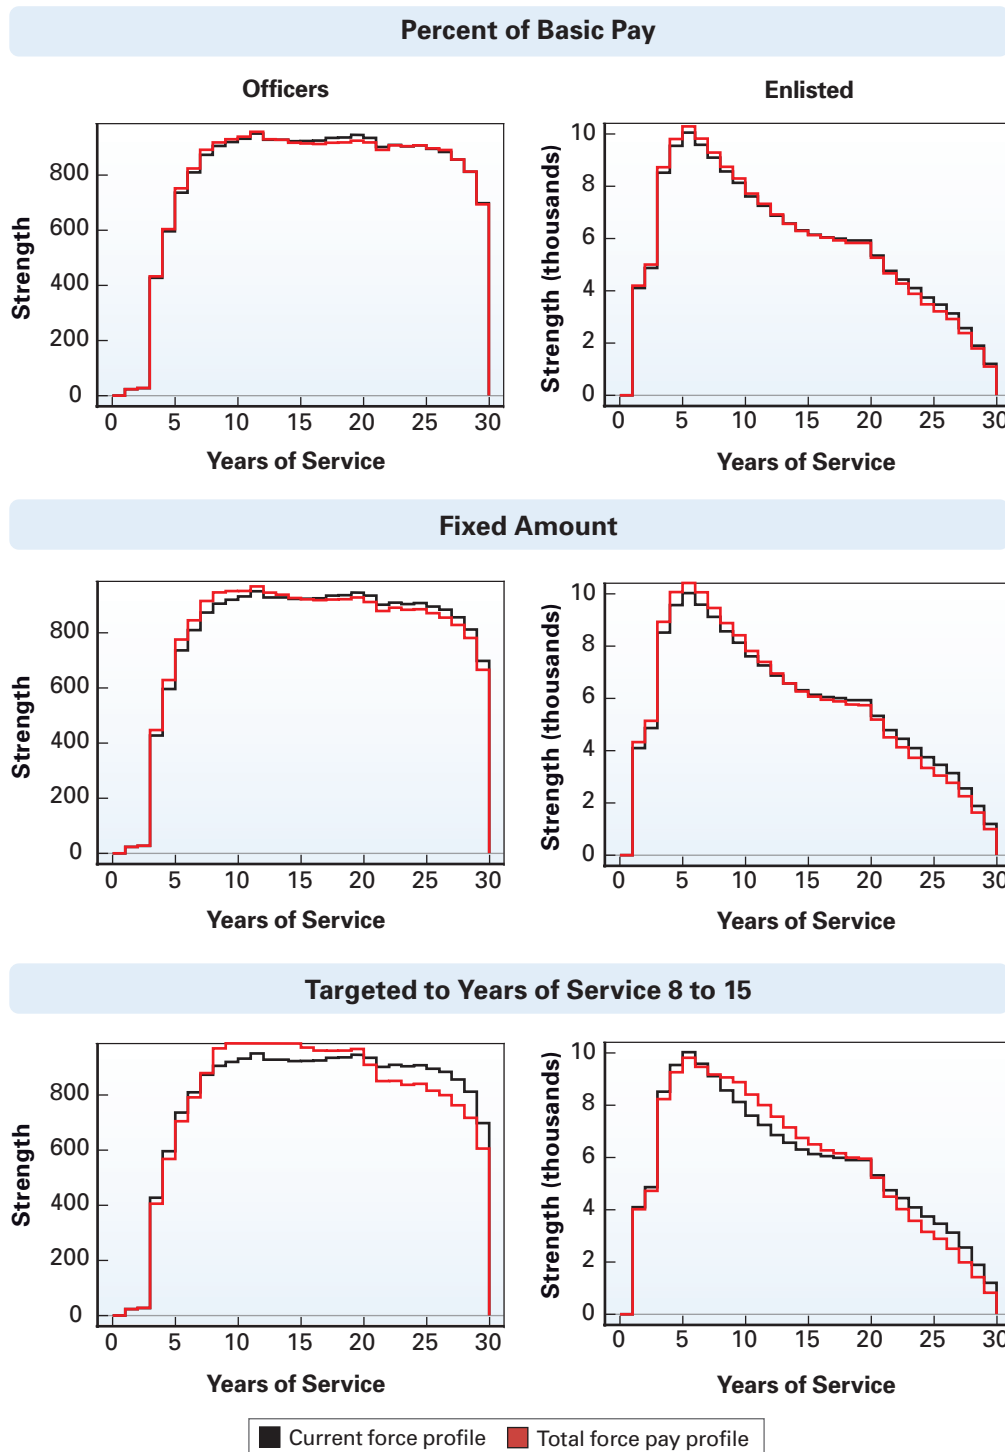 Percent of Basic Pay
Officers
Enlisted
Strength
800
600
400
200
0
0 5 10 15 20 25 30
Years of Service
Strength (thousands)
10
8
6
4
2
0
0 5 10 15 20 25 30
Years of Service
Fixed Amount
Strength
800
600
400
200
0
0 5 10 15 20 25 30
Years of Service
Strength (thousands)
10
8
6
4
2
0
0 5 10 15 20 25 30
Years of Service
Targeted to Years of Service 8 to 15
Strength
800
600
400
200
0
0 5 10 15 20 25 30
Years of Service
Strength (thousands)
10
8
6
4
2
0
0 5 10 15 20 25 30
Years of Service
Current force profile Total force pay profile